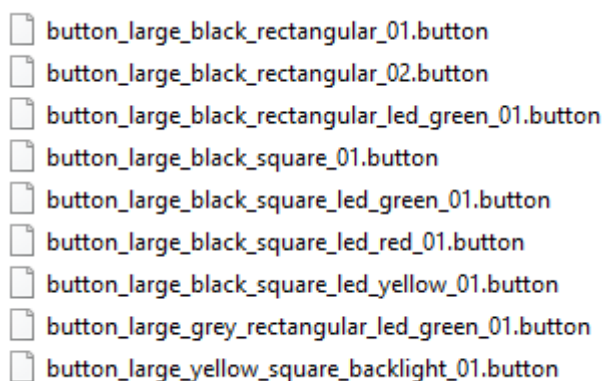 button_large_black_rectangular_01.button
button_large_black_rectangular_02.button
button_large_black_rectangular_led_green_01.button
button_large_black_square_01.button
button_large_black_square_led_green_01.button
button_large_black_square_led_red_01.button
button_large_black_square_led_yellow_01.button
button_large_grey_rectangular_led_green_01.button
button_large_yellow_square_backlight_01.button